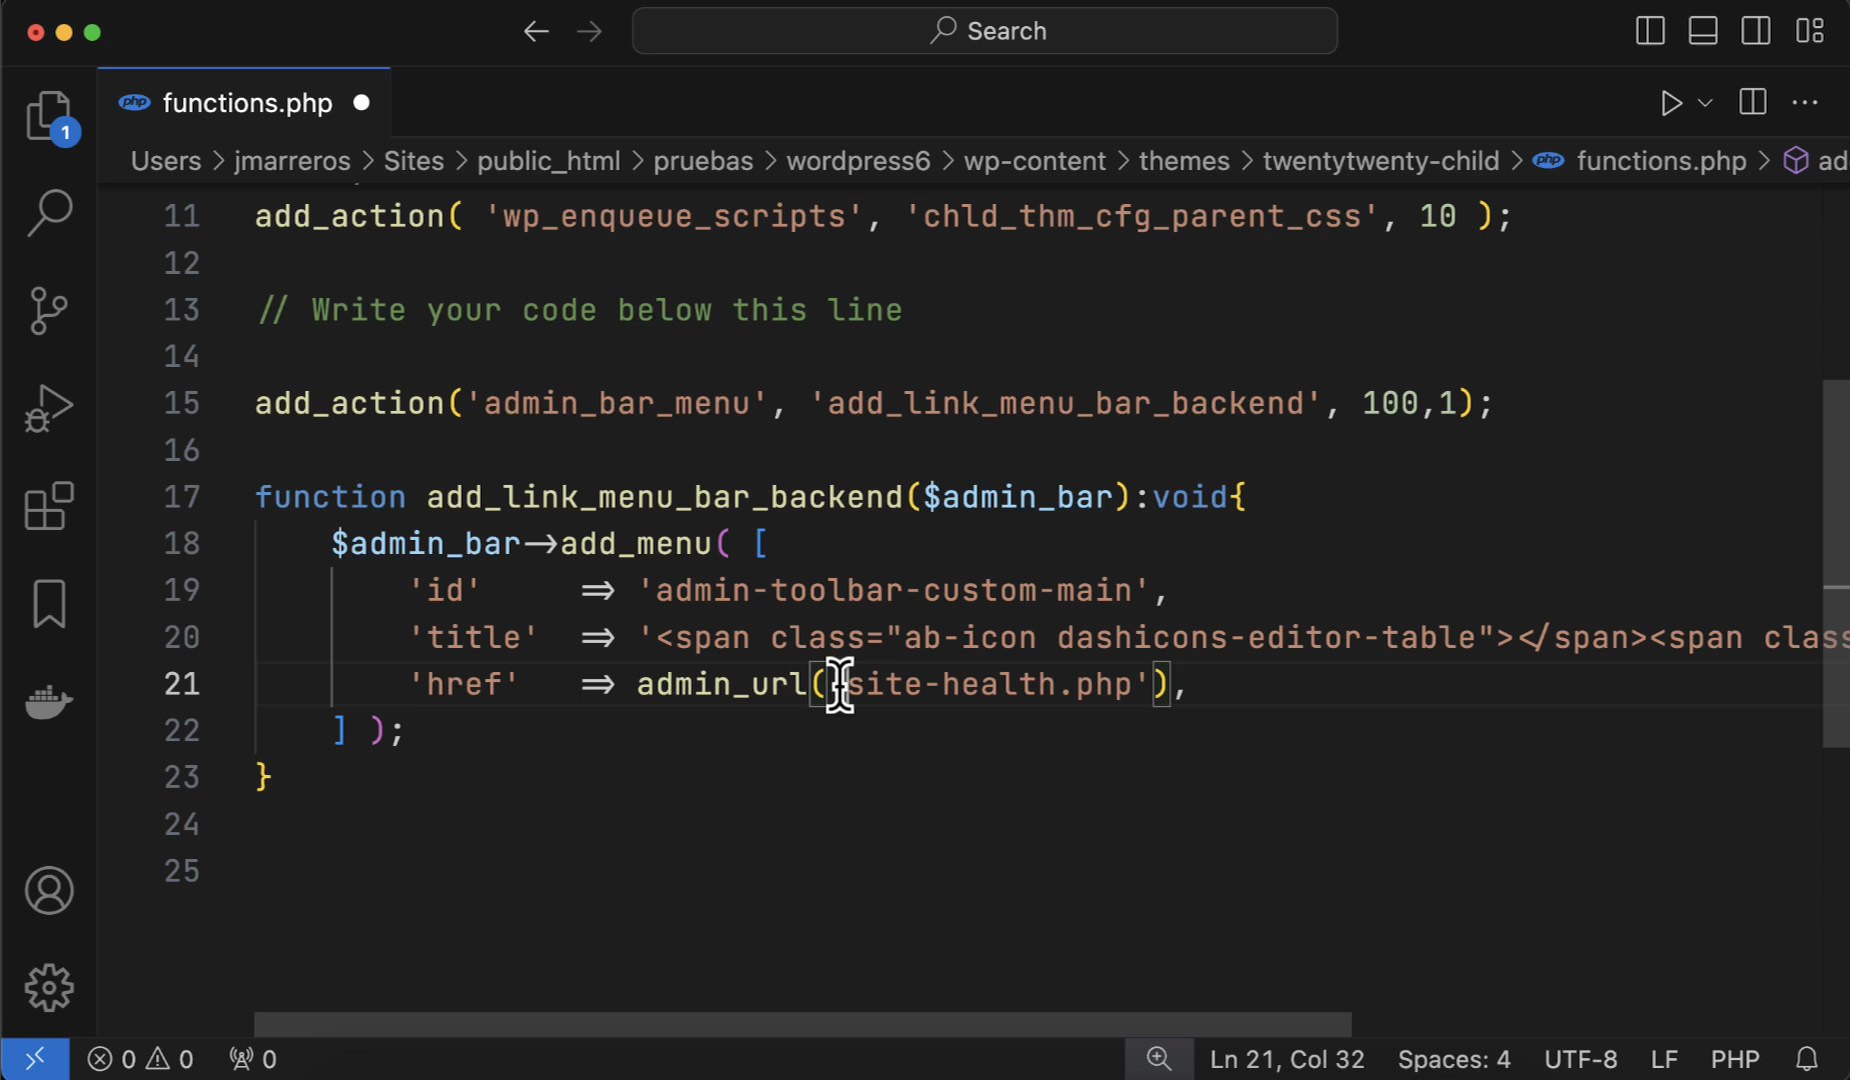 Search
php functions.php
Users > jmarreros > Sites > public_html > pruebas > wordpress6 > wp-content > themes > twentytwenty-child > php functions.php >
11 add_action( 'wp_enqueue_scripts', 'chld_thm_cfg_parent_css', 10 );
12
13 // Write your code below this line
14
15 add_action('admin_bar_menu', 'add_link_menu_bar_backend', 100,1);
16
17 function add_link_menu_bar_backend($admin_bar):void{
18 $admin_bar->add_menu( [
19 'id' => 'admin-toolbar-custom-main',
20 'title' => '<span class="ab-icon dashicons-editor-table"></span><span class
21 'href' => admin_url('site-health.php'),
22 ] );
23 }
24
25
1
0 0 0 Ln 21, Col 32 Spaces: 4 UTF-8 LF PHP